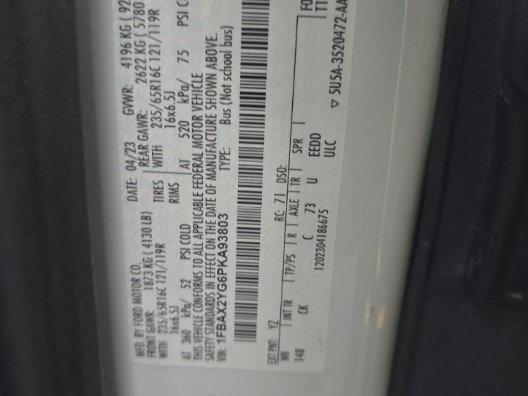 MFD. BY FORD MOTOR CO. DATE: 04/23 GVWR: 4196 KG ( 92
FRONT GAWR: 1873 KG ( 4130 LB) REAR GAWR: 2622 KG ( 5780
WITH 235/65R16C 121/119R TIRES WITH 235/65R16C 121/119R
16x6.5J RIMS 16x6.5J
AT 360 kPa/ 52 PSI COLD AT 520 kPa/ 75 PSI C
THIS VEHICLE CONFORMS TO ALL APPLICABLE FEDERAL MOTOR VEHICLE
SAFETY STANDARDS IN EFFECT ON THE DATE OF MANUFACTURE SHOWN ABOVE.
VIN: 1FBAX2YG6PKA93803 TYPE: Bus (Not school bus)
EXT PNT: YZ RC: 71 DSO: FO
WB INT TR TP/PS R AXLE TR SPR
148 CK C 73 U EEDD
1202304186675 ULC
▽ 5U5A-3520472-AA